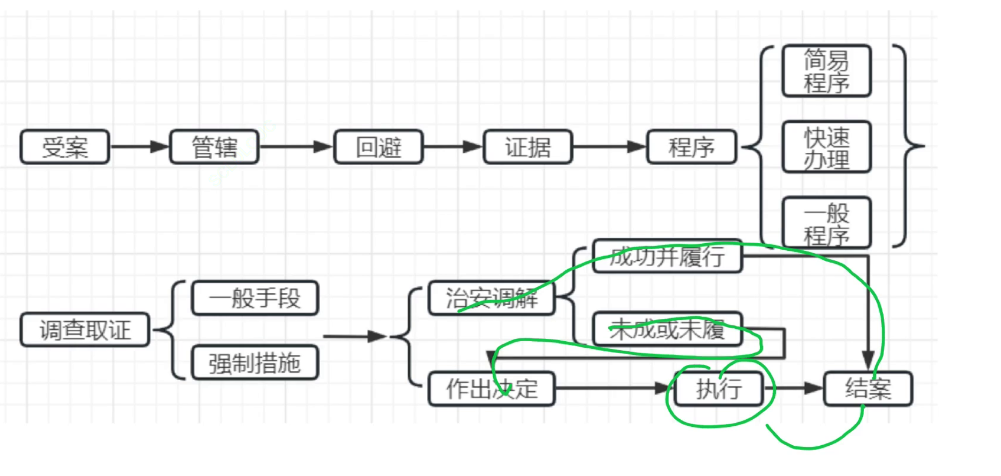 受案
管辖
回避
证据
程序
简易
程序
快速
办理
一般
程序
调查取证
一般手段
强制措施
治安调解
成功并履行
未成或未履
作出决定
执行
结案